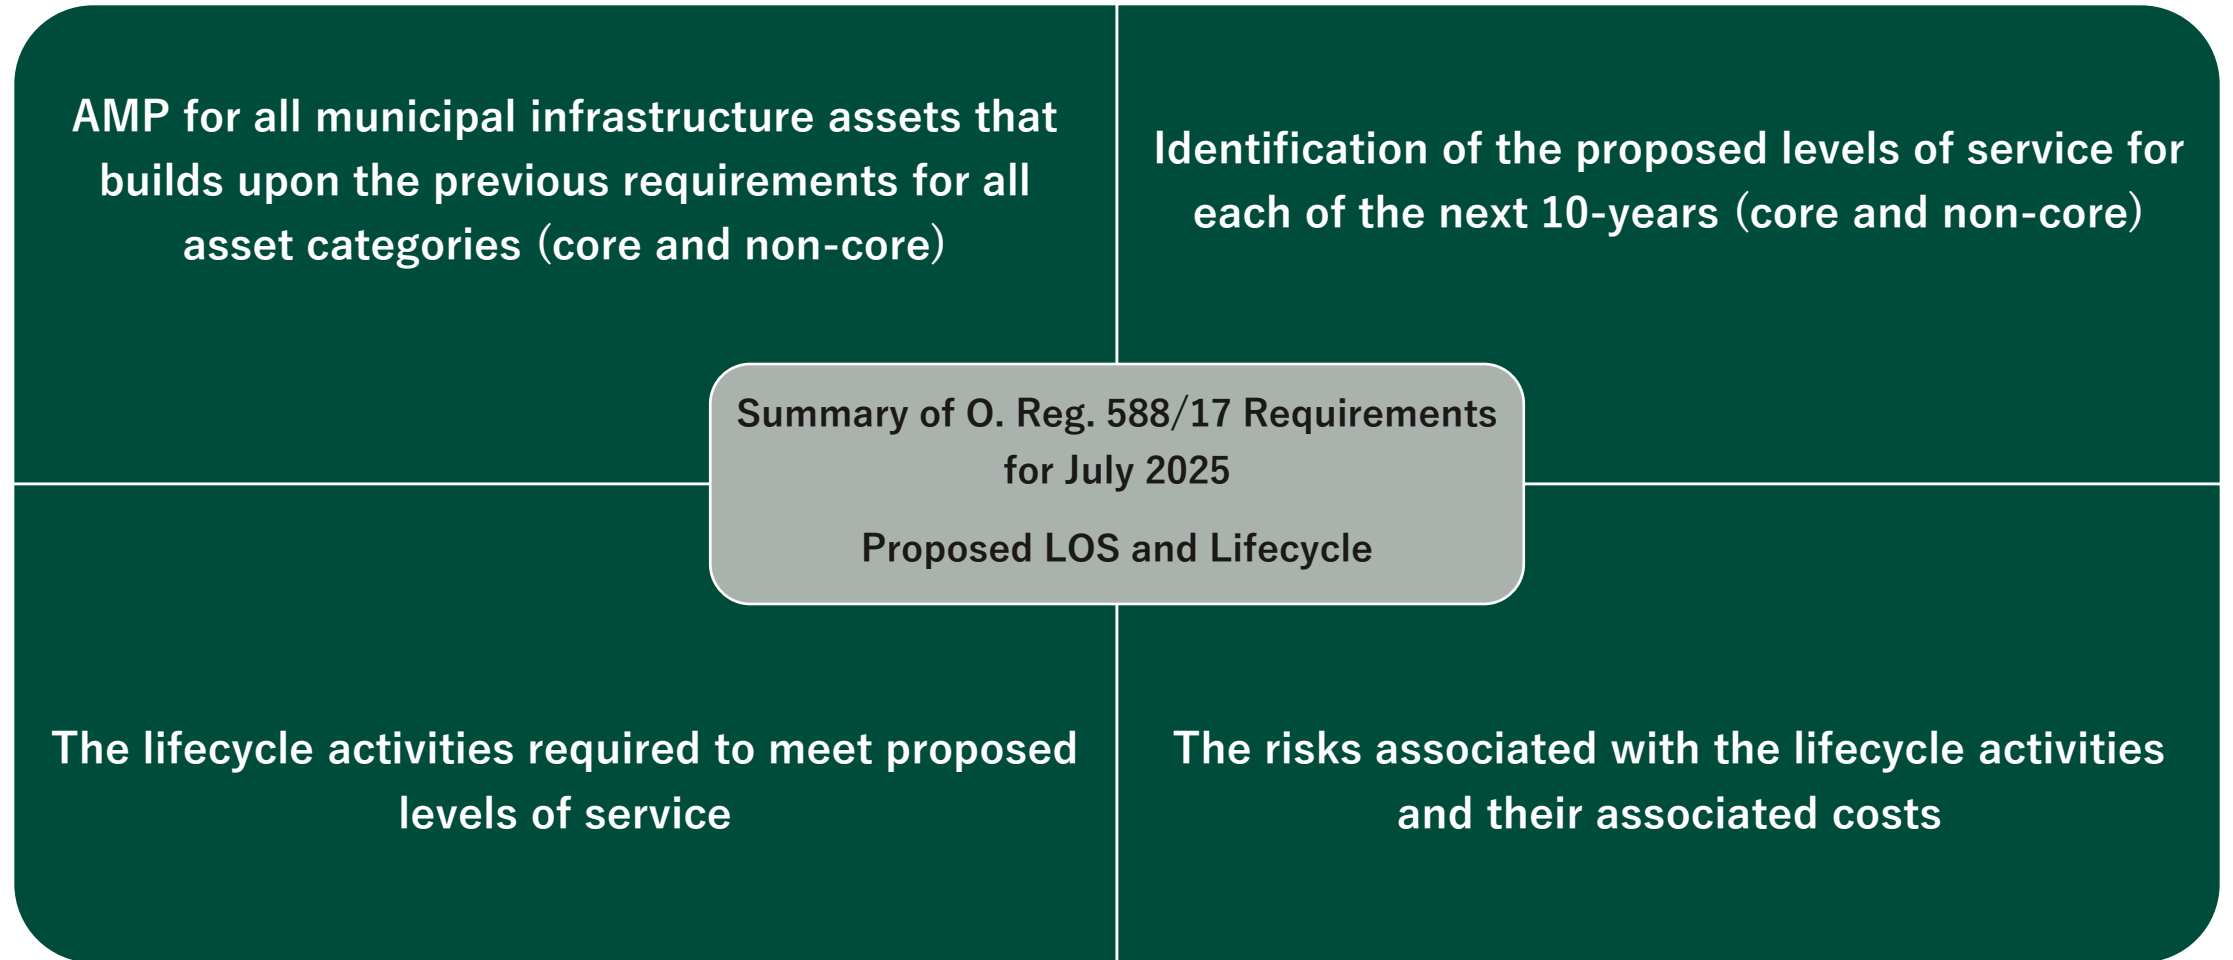 AMP for all municipal infrastructure assets that
builds upon the previous requirements for all
asset categories (core and non-core)
Identification of the proposed levels of service for
each of the next 10-years (core and non-core)
Summary of O. Reg. 588/17 Requirements
for July 2025
Proposed LOS and Lifecycle
The lifecycle activities required to meet proposed
levels of service
The risks associated with the lifecycle activities
and their associated costs